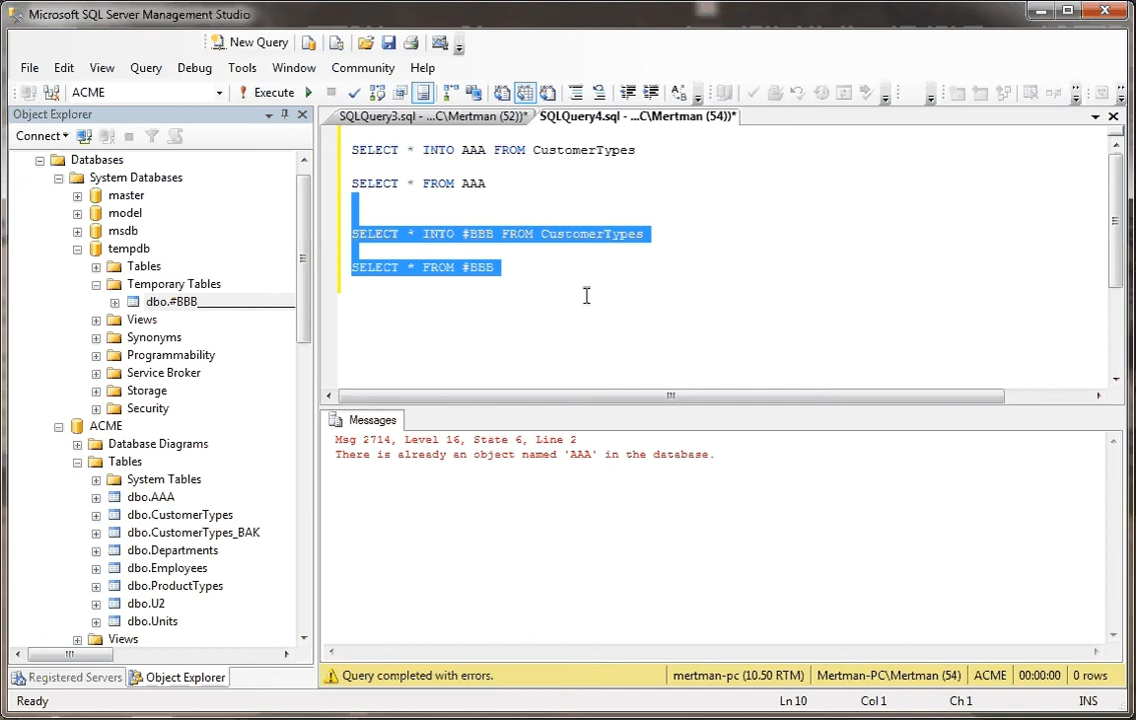 Microsoft SQL Server Management Studio
New Query
File Edit View Query Debug Tools Window Community Help
ACME Execute
Object Explorer
SQLQuery3.sql - ...C\Mertman (52))* SQLQuery4.sql - ...C\Mertman (54))*
Connect
Databases
System Databases
master
model
msdb
tempdb
Tables
Temporary Tables
dbo.#BBB____________
Views
Synonyms
Programmability
Service Broker
Storage
Security
ACME
Database Diagrams
Tables
System Tables
dbo.AAA
dbo.CustomerTypes
dbo.CustomerTypes_BAK
dbo.Departments
dbo.Employees
dbo.ProductTypes
dbo.U2
dbo.Units
Views
Registered Servers Object Explorer
SELECT * INTO AAA FROM CustomerTypes
SELECT * FROM AAA
SELECT * INTO #BBB FROM CustomerTypes
SELECT * FROM #BBB
Messages
Msg 2714, Level 16, State 6, Line 2
There is already an object named 'AAA' in the database.
Query completed with errors. mertman-pc (10.50 RTM) Mertman-PC\Mertman (54) ACME 00:00:00 0 rows
Ready Ln 10 Col 1 Ch 1 INS